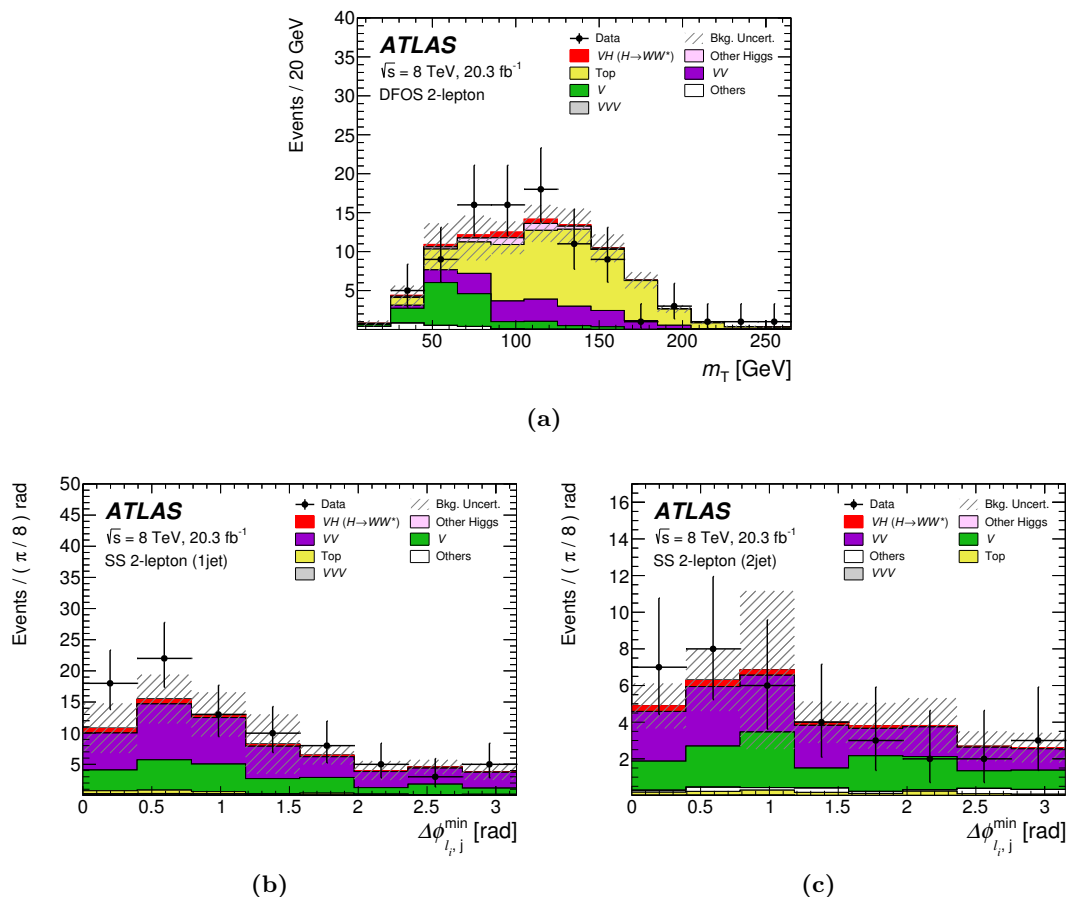 Events / 20 GeV
40
35
30
25
20
15
10
5
ATLAS
√s = 8 TeV, 20.3 fb⁻¹
DFOS 2-lepton
Data
VH (H→WW*)
Top
V
VVV
Bkg. Uncert.
Other Higgs
VV
Others
50 100 150 200 250
m_T [GeV]
(a)
Events / ( π / 8 ) rad
50
45
40
35
30
25
20
15
10
5
ATLAS
√s = 8 TeV, 20.3 fb⁻¹
SS 2-lepton (1jet)
Data
VH (H→WW*)
VV
Top
VVV
Bkg. Uncert.
Other Higgs
V
Others
0 0.5 1 1.5 2 2.5 3
Δϕ^min_{l_i, j} [rad]
(b)
Events / ( π / 8 ) rad
16
14
12
10
8
6
4
2
ATLAS
√s = 8 TeV, 20.3 fb⁻¹
SS 2-lepton (2jet)
Data
VH (H→WW*)
VV
Others
VVV
Bkg. Uncert.
Other Higgs
V
Top
0 0.5 1 1.5 2 2.5 3
Δϕ^min_{l_i, j} [rad]
(c)